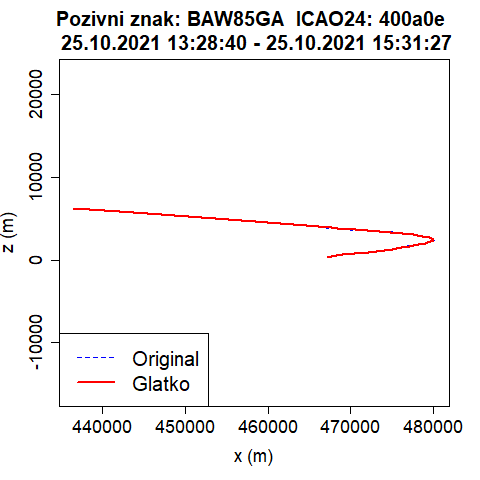 Pozivni znak: BAW85GA  ICAO24: 400a0e
25.10.2021 13:28:40 - 25.10.2021 15:31:27
z (m)
20000
10000
0
-10000
Original
Glatko
440000 450000 460000 470000 480000
x (m)